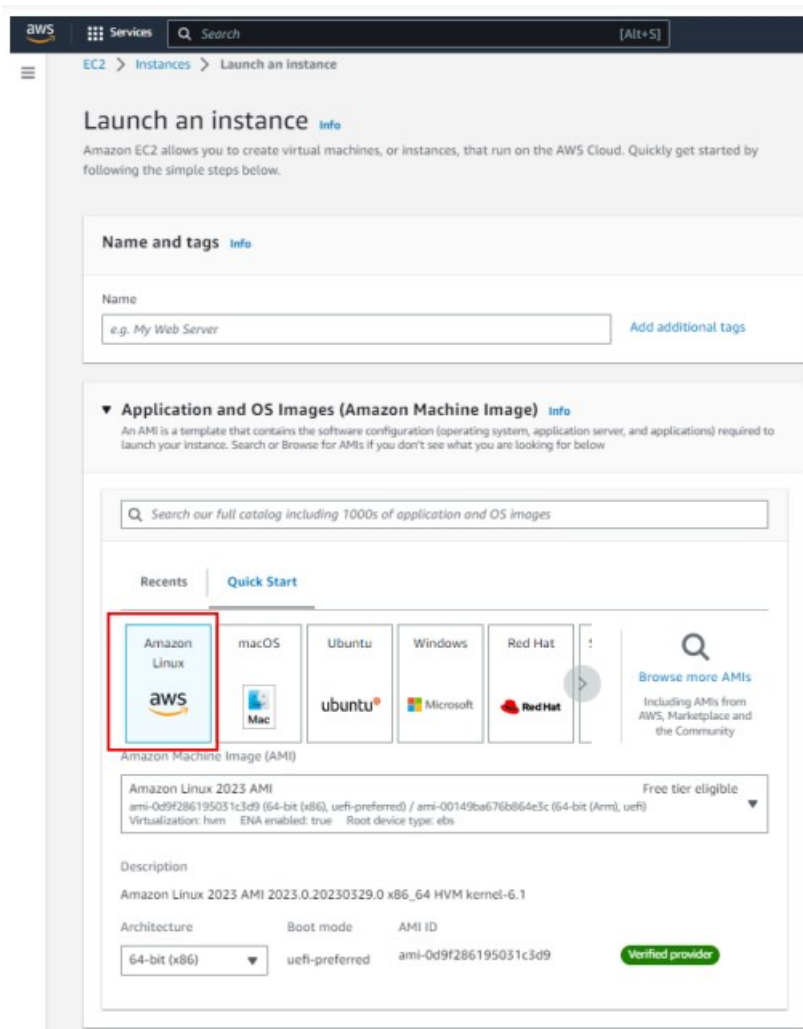 aws Services Search [Alt+S]
EC2 > Instances > Launch an instance
Launch an instance Info
Amazon EC2 allows you to create virtual machines, or instances, that run on the AWS Cloud. Quickly get started by
following the simple steps below.
Name and tags Info
Name
e.g. My Web Server
Add additional tags
Application and OS Images (Amazon Machine Image) Info
An AMI is a template that contains the software configuration (operating system, application server, and applications) required to
launch your instance. Search or Browse for AMIs if you don't see what you are looking for below
Search our full catalog including 1000s of application and OS images
Recents
Quick Start
Amazon
Linux
aws
macOS
Mac
Ubuntu
ubuntu
Windows
Microsoft
Red Hat
Red Hat
Browse more AMIs
Including AMIs from
AWS, Marketplace and
the Community
Amazon Machine Image (AMI)
Amazon Linux 2023 AMI
Free tier eligible
ami-0d9f286195031c3d9 (64-bit (x86), uefi-preferred) / ami-00149ba676b864e3c (64-bit (Arm), uefi)
Virtualization: hvm ENA enabled: true Root device type: ebs
Description
Amazon Linux 2023 AMI 2023.0.20230329.0 x86_64 HVM kernel-6.1
Architecture
Boot mode
AMI ID
64-bit (x86)
uefi-preferred
ami-0d9f286195031c3d9
Verified provider